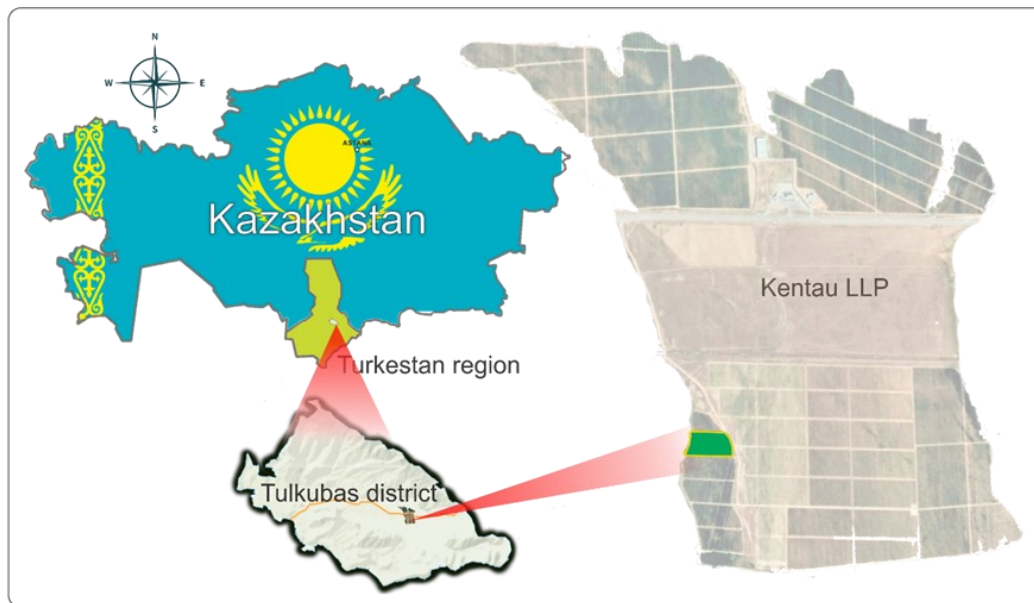 N
W E
S
ASTANA
Kazakhstan
Kentau LLP
Turkestan region
Tulkubas district